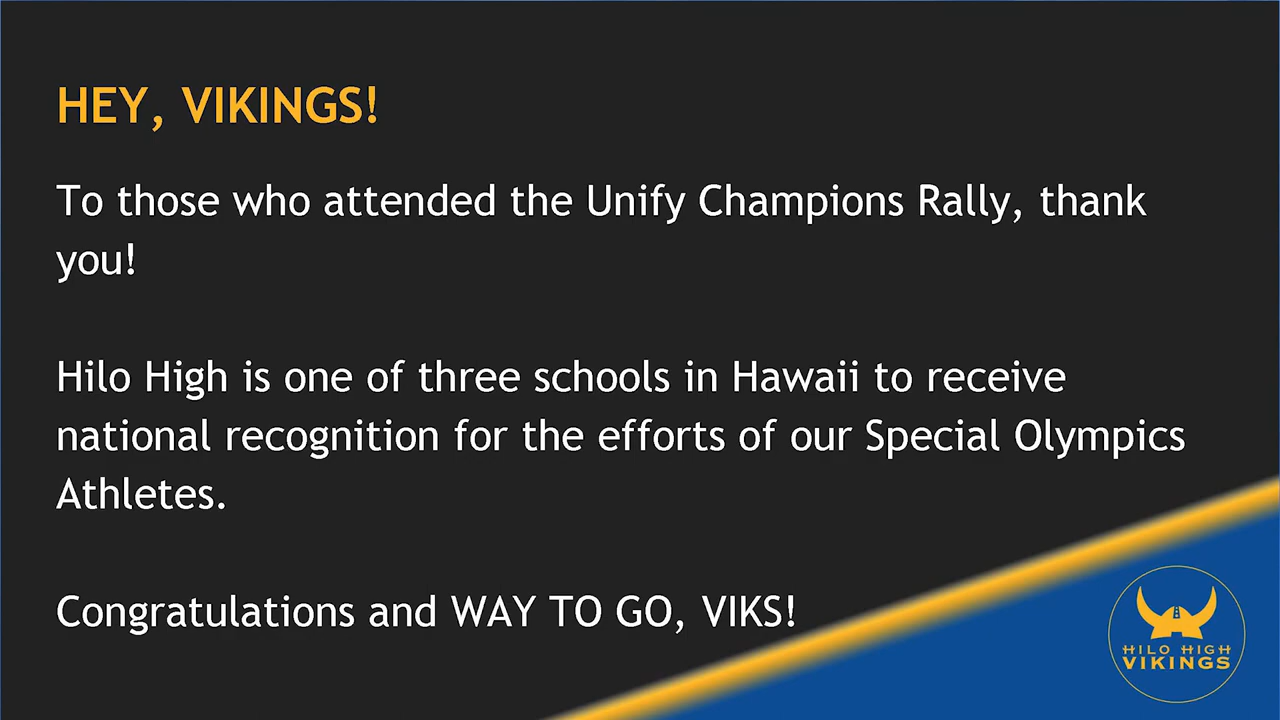 HEY, VIKINGS!
To those who attended the Unify Champions Rally, thank
you!
Hilo High is one of three schools in Hawaii to receive
national recognition for the efforts of our Special Olympics
Athletes.
Congratulations and WAY TO GO, VIKS!
HILO HIGH
VIKINGS